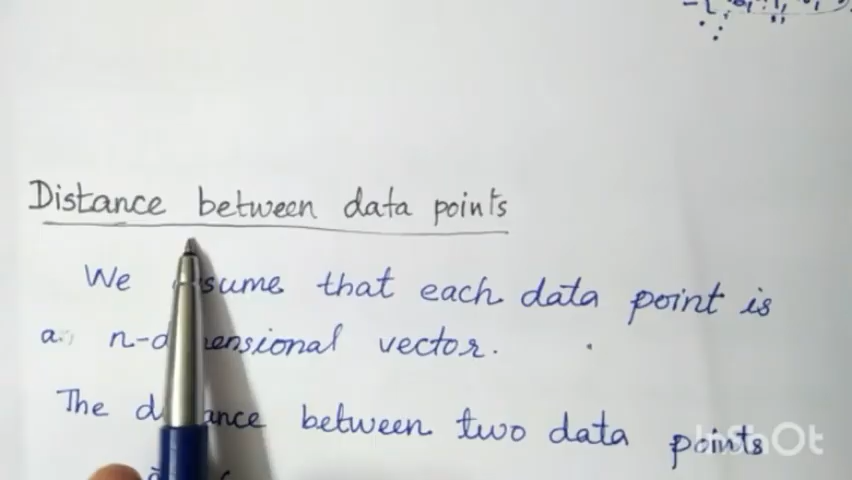 Distance between data points
We assume that each data point is
a n-dimensional vector.
The distance between two data points
InShOt